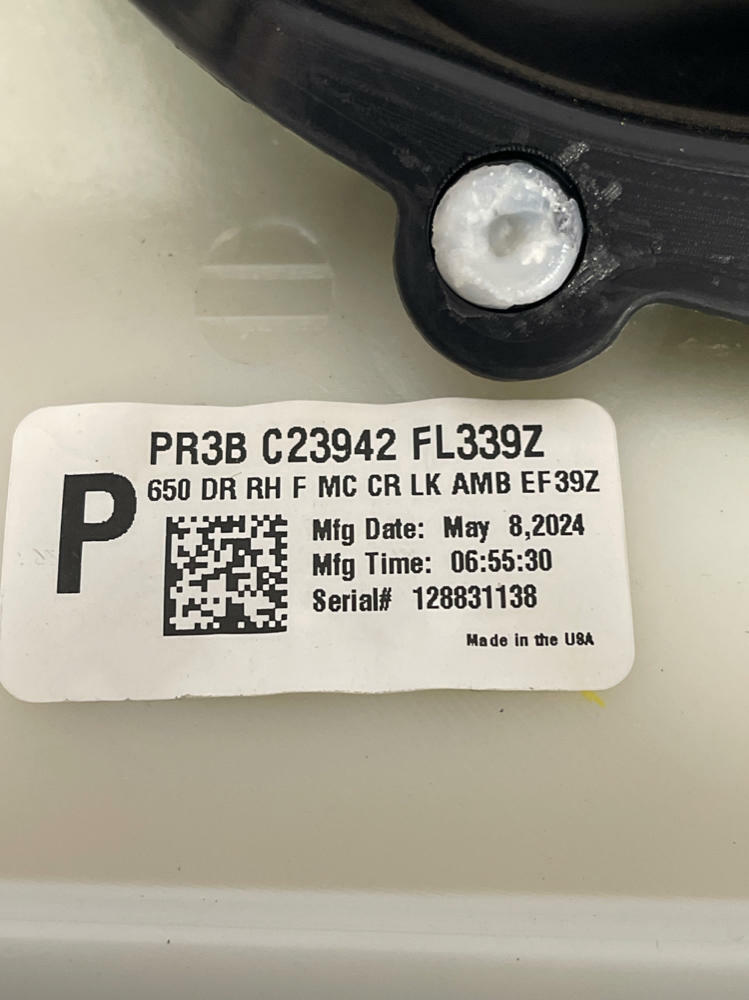 PR3B C23942 FL339Z
P
650 DR RH F MC CR LK AMB EF39Z
Mfg Date: May 8,2024
Mfg Time: 06:55:30
Serial# 128831138
Made in the USA